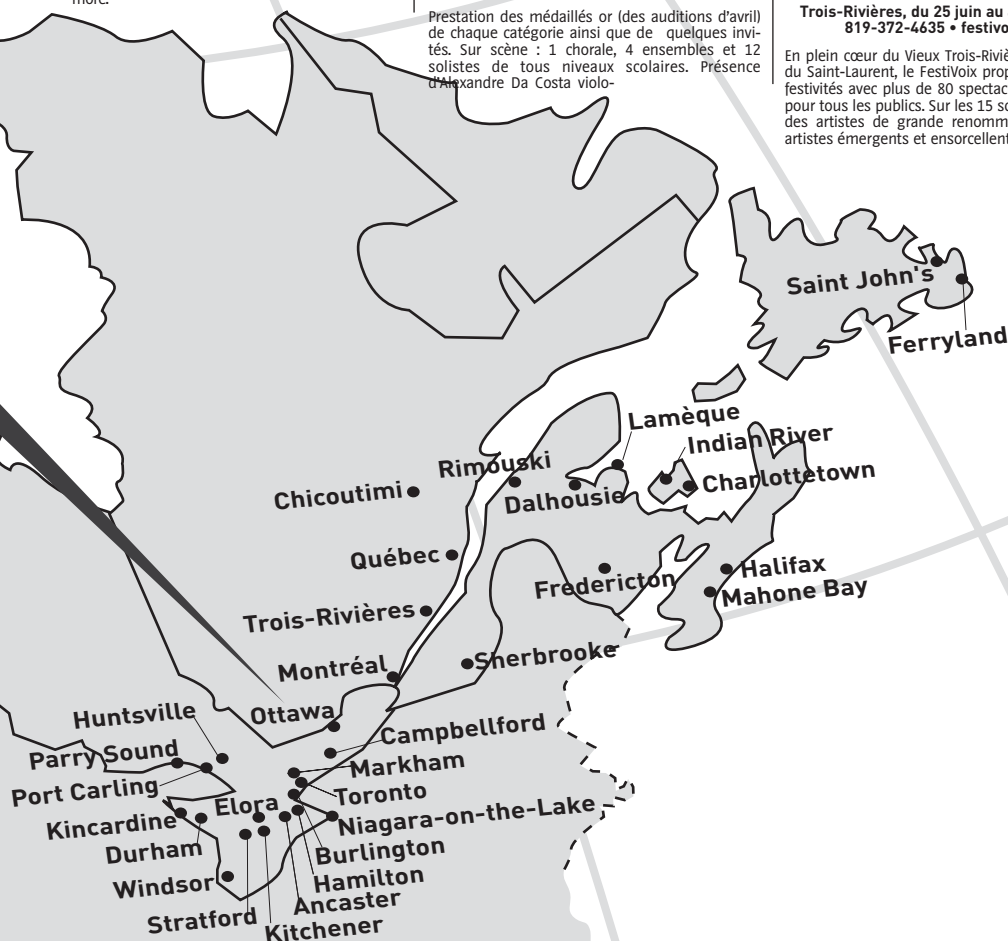 more.
Prestation des médaillés or (des auditions d'avril)
de chaque catégorie ainsi que de quelques invi-
tés. Sur scène : 1 chorale, 4 ensembles et 12
solistes de tous niveaux scolaires. Présence
d'Alexandre Da Costa violo-
Trois-Rivières, du 25 juin au
819-372-4635 • festivo
En plein cœur du Vieux Trois-Riviè
du Saint-Laurent, le FestiVoix prop
festivités avec plus de 80 spectac
pour tous les publics. Sur les 15 sc
des artistes de grande renomm
artistes émergents et ensorcellent
Saint John's
Ferryland
Lamèque
Indian River
Rimouski
Charlottetown
Chicoutimi
Dalhousie
Québec
Halifax
Fredericton
Mahone Bay
Trois-Rivières
Sherbrooke
Montréal
Huntsville
Ottawa
Campbellford
Parry Sound
Markham
Port Carling
Toronto
Elora
Niagara-on-the-Lake
Kincardine
Durham
Burlington
Windsor
Hamilton
Ancaster
Stratford
Kitchener